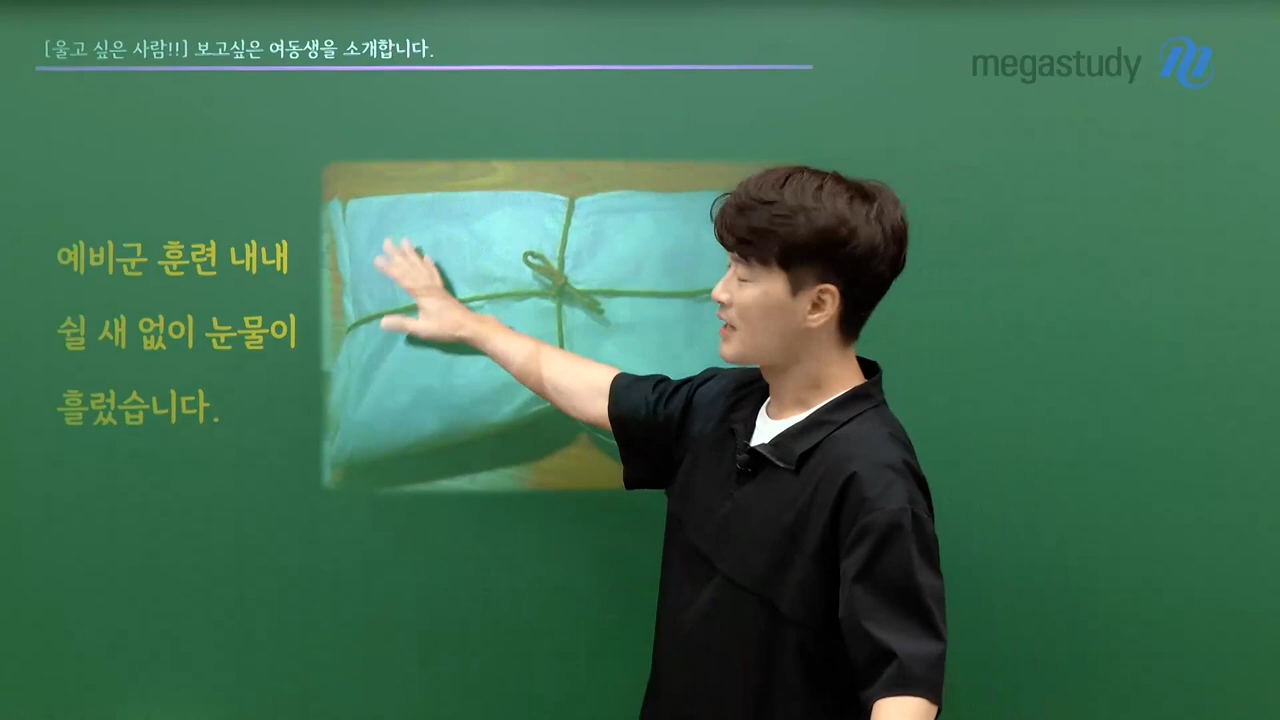 [울고 싶은 사람!!] 보고싶은 여동생을 소개합니다.
megastudy
예비군 훈련 내내
쉴 새 없이 눈물이
흘렀습니다.